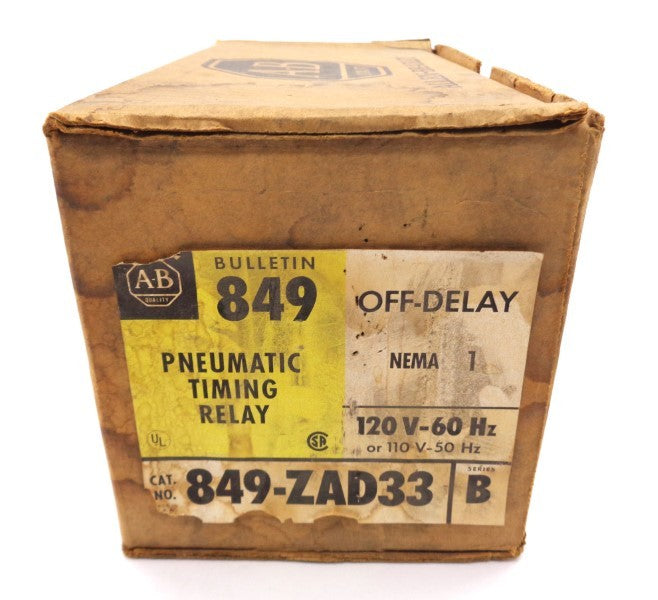 A-B
A-B
QUALITY
BULLETIN
849
PNEUMATIC
TIMING
RELAY
OFF-DELAY
NEMA 1
120 V-60 Hz
or 110 V-50 Hz
UL
SA
CAT.
NO. 849-ZAD33
SERIES
B